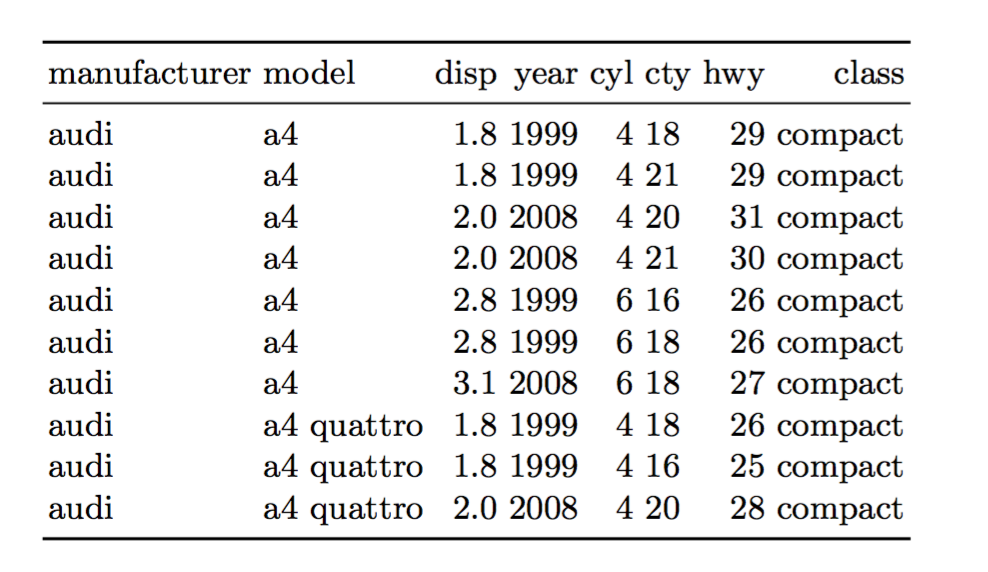 manufacturer model disp year cyl cty hwy class
audi a4 1.8 1999 4 18 29 compact
audi a4 1.8 1999 4 21 29 compact
audi a4 2.0 2008 4 20 31 compact
audi a4 2.0 2008 4 21 30 compact
audi a4 2.8 1999 6 16 26 compact
audi a4 2.8 1999 6 18 26 compact
audi a4 3.1 2008 6 18 27 compact
audi a4 quattro 1.8 1999 4 18 26 compact
audi a4 quattro 1.8 1999 4 16 25 compact
audi a4 quattro 2.0 2008 4 20 28 compact